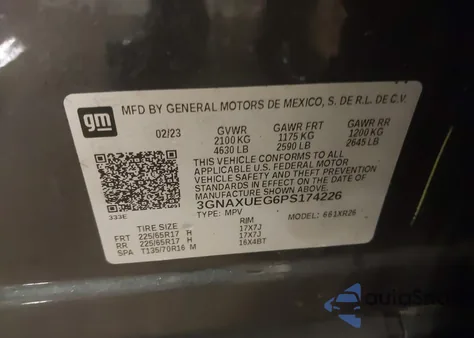 gm
MFD BY GENERAL MOTORS DE MEXICO, S. DE R.L. DE C.V.
02/23 GVWR GAWR FRT GAWR RR
2100 KG 1175 KG 1200 KG
4630 LB 2590 LB 2645 LB
THIS VEHICLE CONFORMS TO ALL
APPLICABLE U.S. FEDERAL MOTOR
VEHICLE SAFETY AND THEFT
PREVENTION STANDARDS IN
EFFECT ON THE DATE OF
MANUFACTURE SHOWN ABOVE.
333E
3GNAXUEG6PS174226
TYPE: MPV MODEL: 661XR26
TIRE SIZE RIM
FRT 225/65R17 H 17X7J
RR 225/65R17 H 17X7J
SPA T135/70R16 M 16X4BT